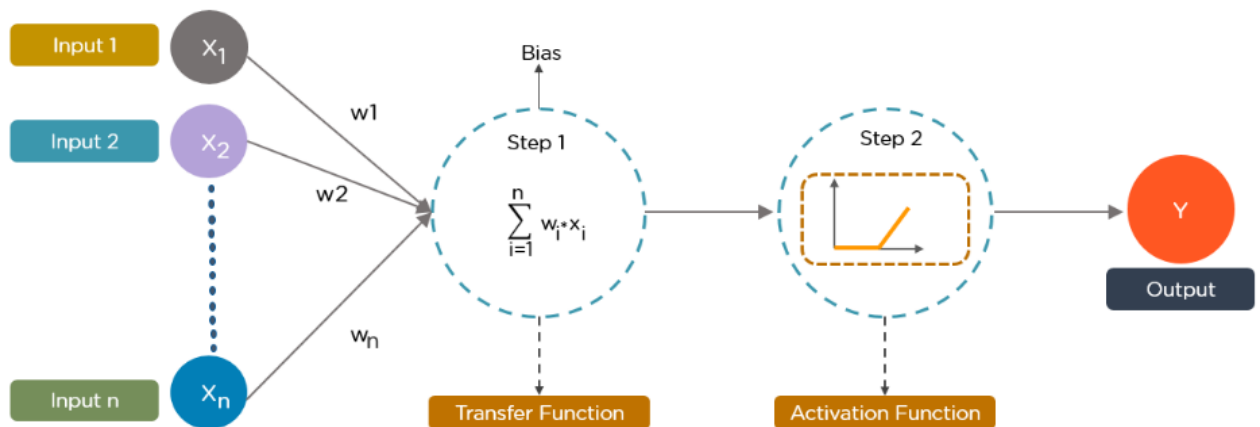 Input 1
X1
w1
Input 2
X2
w2
Input n
Xn
wn
Bias
Step 1
n
∑ wi*xi
i=1
Transfer Function
Step 2
Activation Function
Y
Output